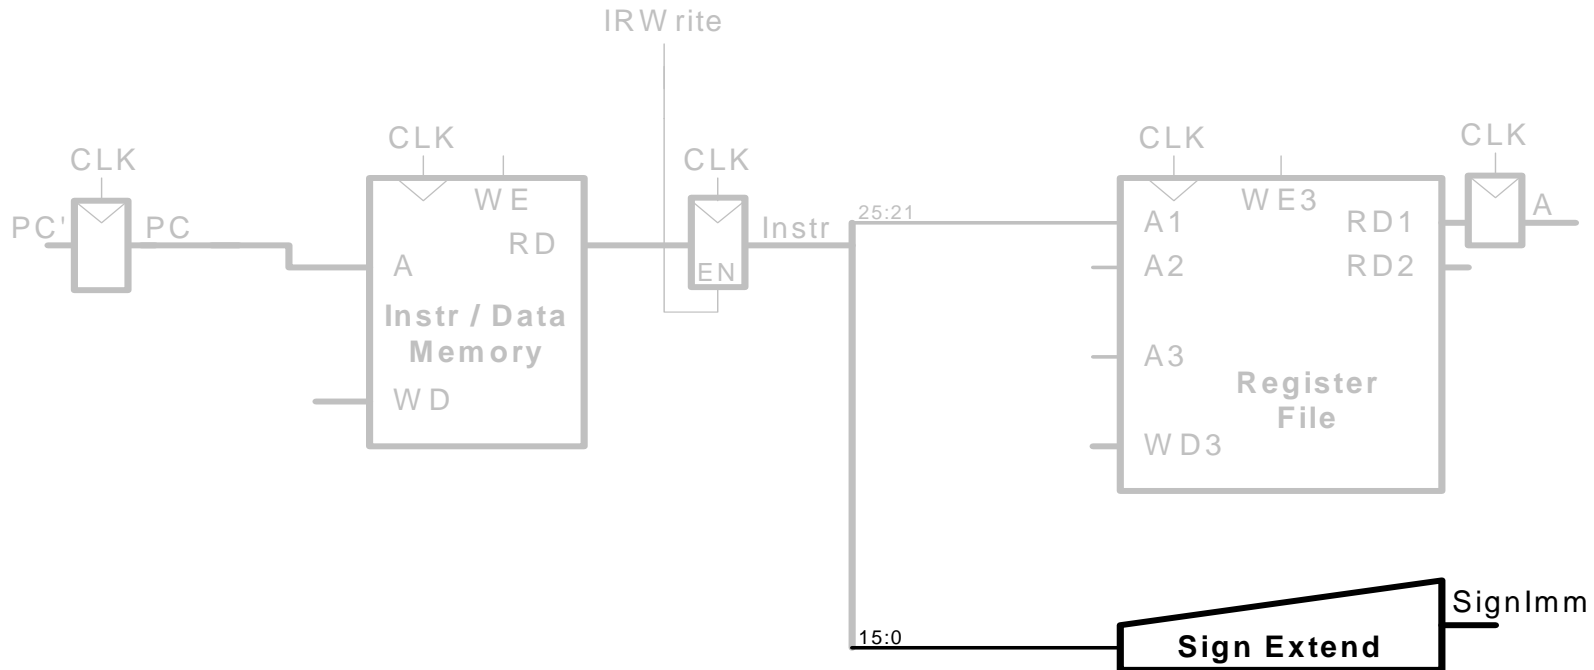 IRWrite
CLK
CLK
CLK
CLK
CLK
PC'
PC
WE
RD
A
Instr / Data
Memory
WD
EN
Instr
25:21
A1
WE3
RD1
A
A2
RD2
A3
Register
File
WD3
15:0
Sign Extend
SignImm